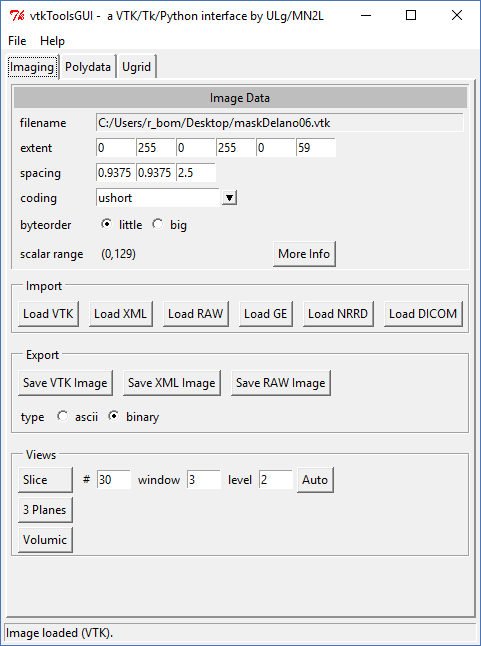 vtkToolsGUI - a VTK/Tk/Python interface by ULg/MN2L
File Help
Imaging Polydata Ugrid
Image Data
filename C:/Users/r_bom/Desktop/maskDelano06.vtk
extent 0 255 0 255 0 59
spacing 0.9375 0.9375 2.5
coding ushort
byteorder little big
scalar range (0,129) More Info
Import
Load VTK Load XML Load RAW Load GE Load NRRD Load DICOM
Export
Save VTK Image Save XML Image Save RAW Image
type ascii binary
Views
Slice # 30 window 3 level 2 Auto
3 Planes
Volumic
Image loaded (VTK).